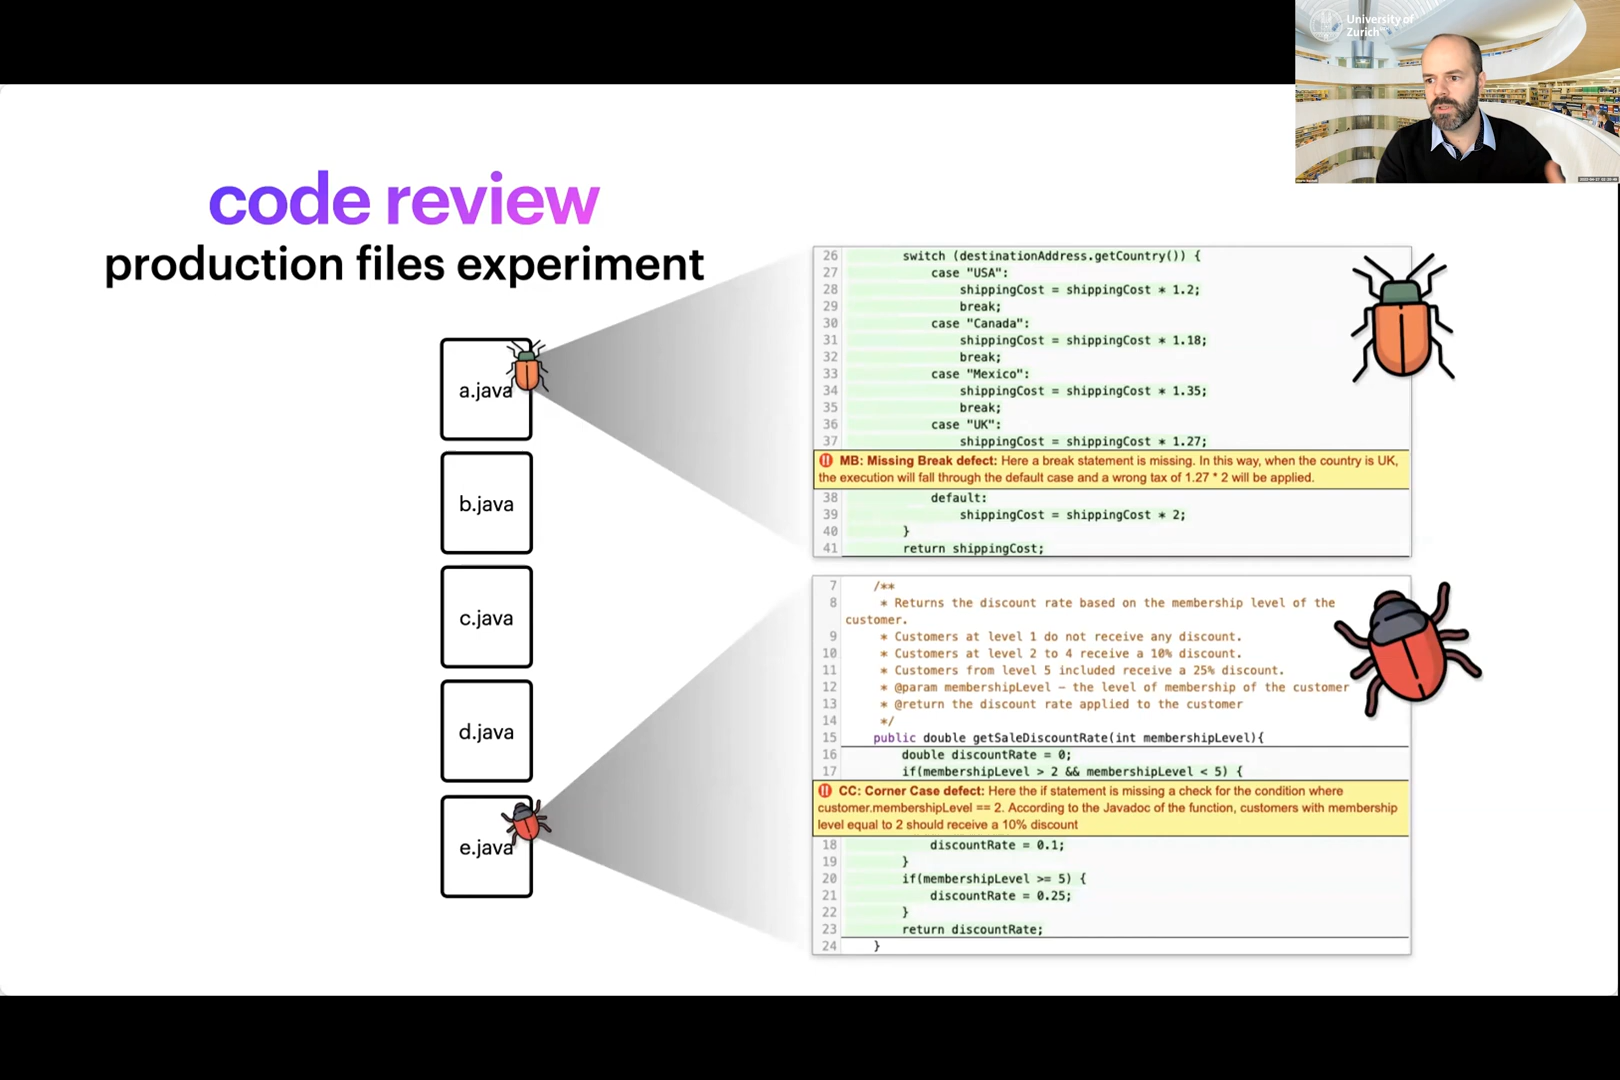 University of
Zurich
code review
production files experiment
a.java
b.java
c.java
d.java
e.java
26 switch (destinationAddress.getCountry()) {
27 case "USA":
28 shippingCost = shippingCost * 1.2;
29 break;
30 case "Canada":
31 shippingCost = shippingCost * 1.18;
32 break;
33 case "Mexico":
34 shippingCost = shippingCost * 1.35;
35 break;
36 case "UK":
37 shippingCost = shippingCost * 1.27;
MB: Missing Break defect: Here a break statement is missing. In this way, when the country is UK,
the execution will fall through the default case and a wrong tax of 1.27 * 2 will be applied.
38 default:
39 shippingCost = shippingCost * 2;
40 }
41 return shippingCost;
7 /**
8 * Returns the discount rate based on the membership level of the
customer.
9 * Customers at level 1 do not receive any discount.
10 * Customers at level 2 to 4 receive a 10% discount.
11 * Customers from level 5 included receive a 25% discount.
12 * @param membershipLevel – the level of membership of the customer
13 * @return the discount rate applied to the customer
14 */
15 public double getSaleDiscountRate(int membershipLevel){
16 double discountRate = 0;
17 if(membershipLevel > 2 && membershipLevel < 5) {
CC: Corner Case defect: Here the if statement is missing a check for the condition where
customer.membershipLevel == 2. According to the Javadoc of the function, customers with membership
level equal to 2 should receive a 10% discount
18 discountRate = 0.1;
19 }
20 if(membershipLevel >= 5) {
21 discountRate = 0.25;
22 }
23 return discountRate;
24 }